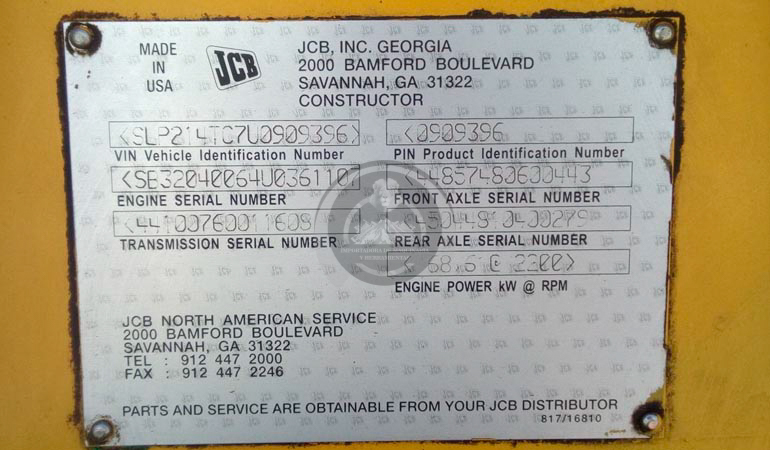 MADE IN USA
JCB
JCB, INC. GEORGIA
2000 BAMFORD BOULEVARD
SAVANNAH, GA 31322
CONSTRUCTOR
<SLP214TC7U0909396>
VIN Vehicle Identification Number
<0909396
PIN Product Identification Number
<SE32040064U0361107
ENGINE SERIAL NUMBER
FRONT AXLE SERIAL NUMBER
TRANSMISSION SERIAL NUMBER
REAR AXLE SERIAL NUMBER
ENGINE POWER kW @ RPM
JCB NORTH AMERICAN SERVICE
2000 BAMFORD BOULEVARD
SAVANNAH, GA 31322
TEL : 912 447 2000
FAX : 912 447 2246
PARTS AND SERVICE ARE OBTAINABLE FROM YOUR JCB DISTRIBUTOR
817/16810